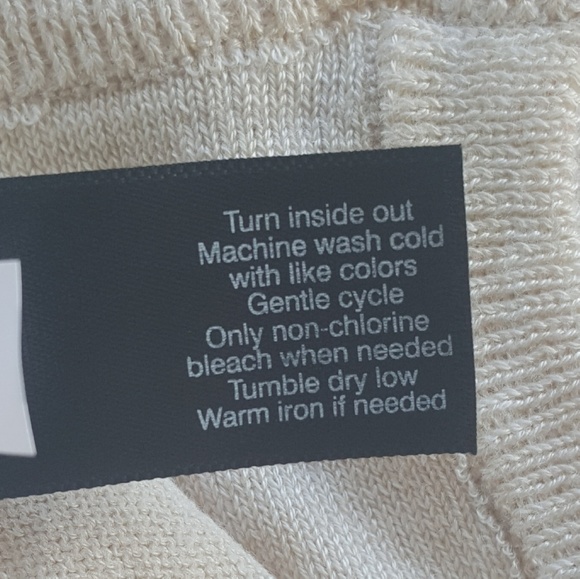 Turn inside out
Machine wash cold
with like colors
Gentle cycle
Only non-chlorine
bleach when needed
Tumble dry low
Warm iron if needed